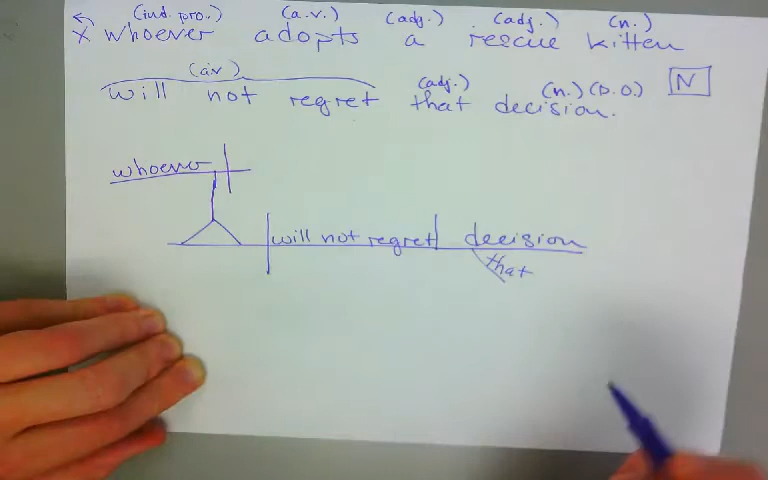 (ind. pro.) (a.v.) (adj.) (adj.) (n.)
x whoever adopts a rescue kitten
(av) (adj.) (n.) (D.O.) N
will not regret that decision.
whoever
will not regret decision
that